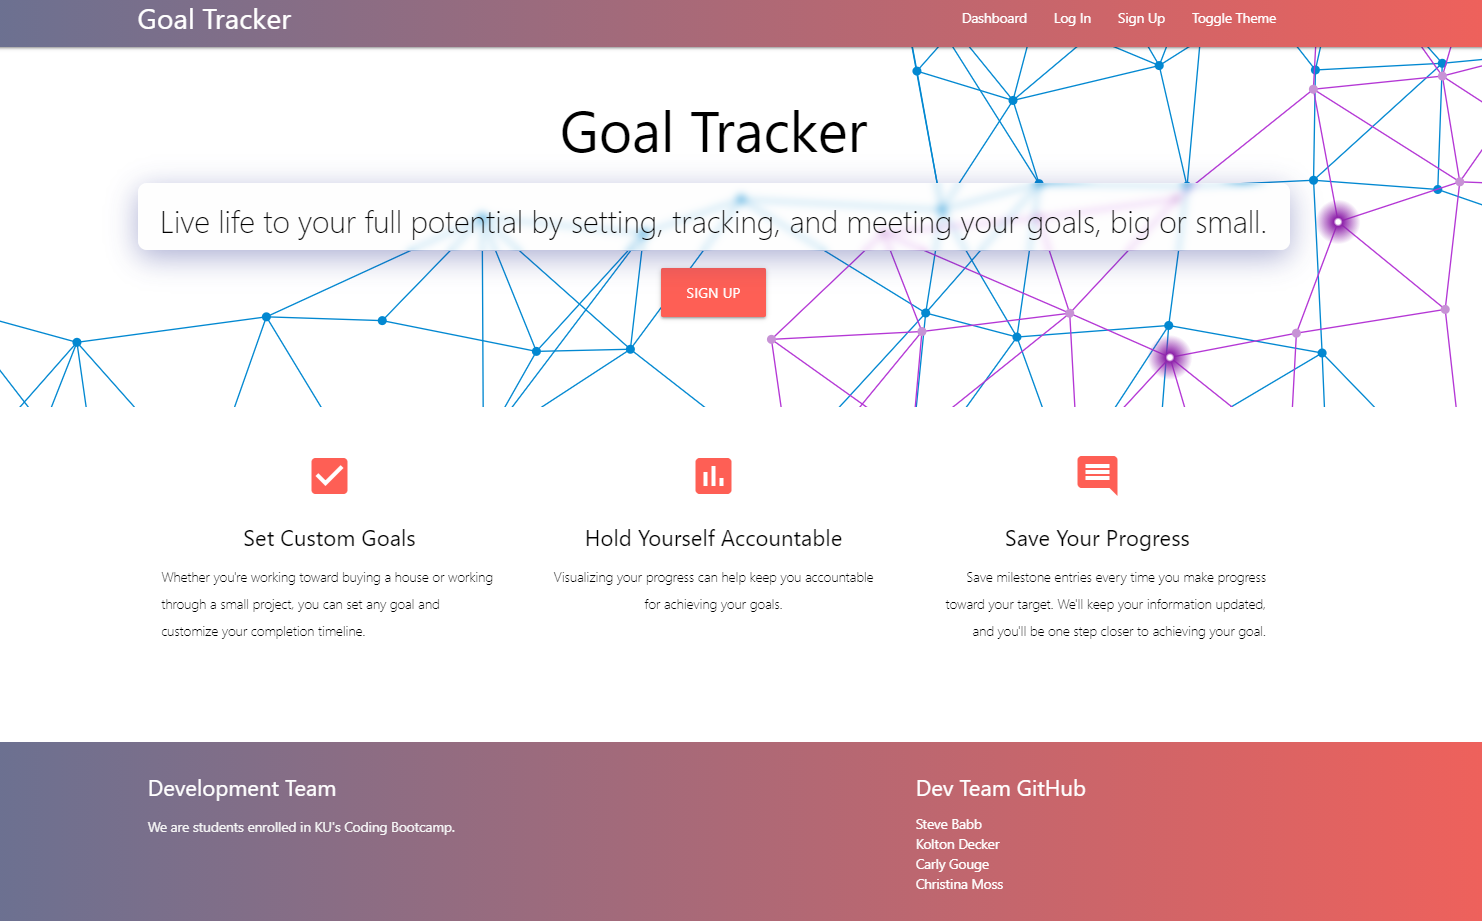 Goal Tracker
Dashboard Log In Sign Up Toggle Theme
Goal Tracker
Live life to your full potential by setting, tracking, and meeting your goals, big or small.
SIGN UP
Set Custom Goals
Whether you're working toward buying a house or working
through a small project, you can set any goal and
customize your completion timeline.
Hold Yourself Accountable
Visualizing your progress can help keep you accountable
for achieving your goals.
Save Your Progress
Save milestone entries every time you make progress
toward your target. We'll keep your information updated,
and you'll be one step closer to achieving your goal.
Development Team
We are students enrolled in KU's Coding Bootcamp.
Dev Team GitHub
Steve Babb
Kolton Decker
Carly Gouge
Christina Moss